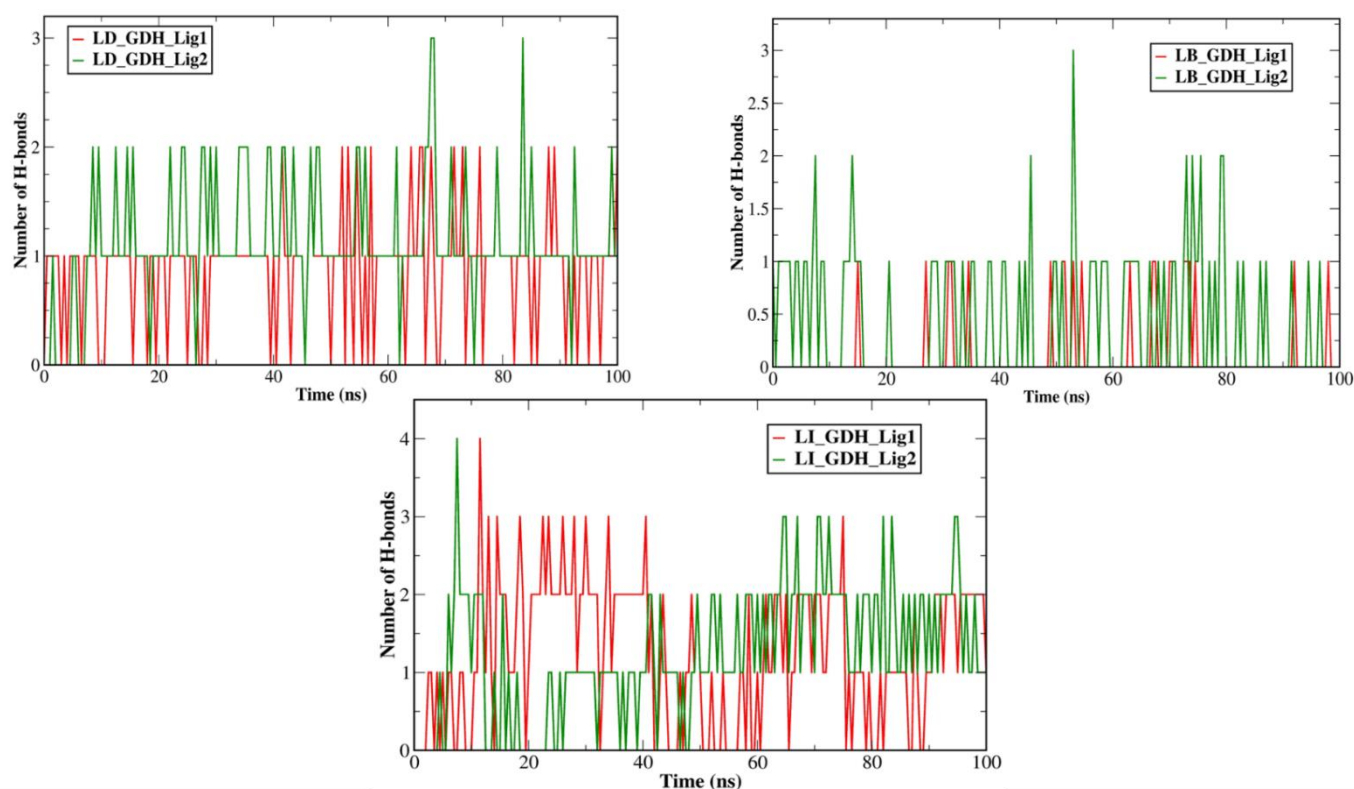 LD_GDH_Lig1
LD_GDH_Lig2
Number of H-bonds
3
2
1
0
0
20
40
60
80
100
Time (ns)
LB_GDH_Lig1
LB_GDH_Lig2
Number of H-bonds
3
2.5
2
1.5
1
0.5
0
0
20
40
60
80
100
Time (ns)
LI_GDH_Lig1
LI_GDH_Lig2
Number of H-bonds
4
3
2
1
0
0
20
40
60
80
100
Time (ns)